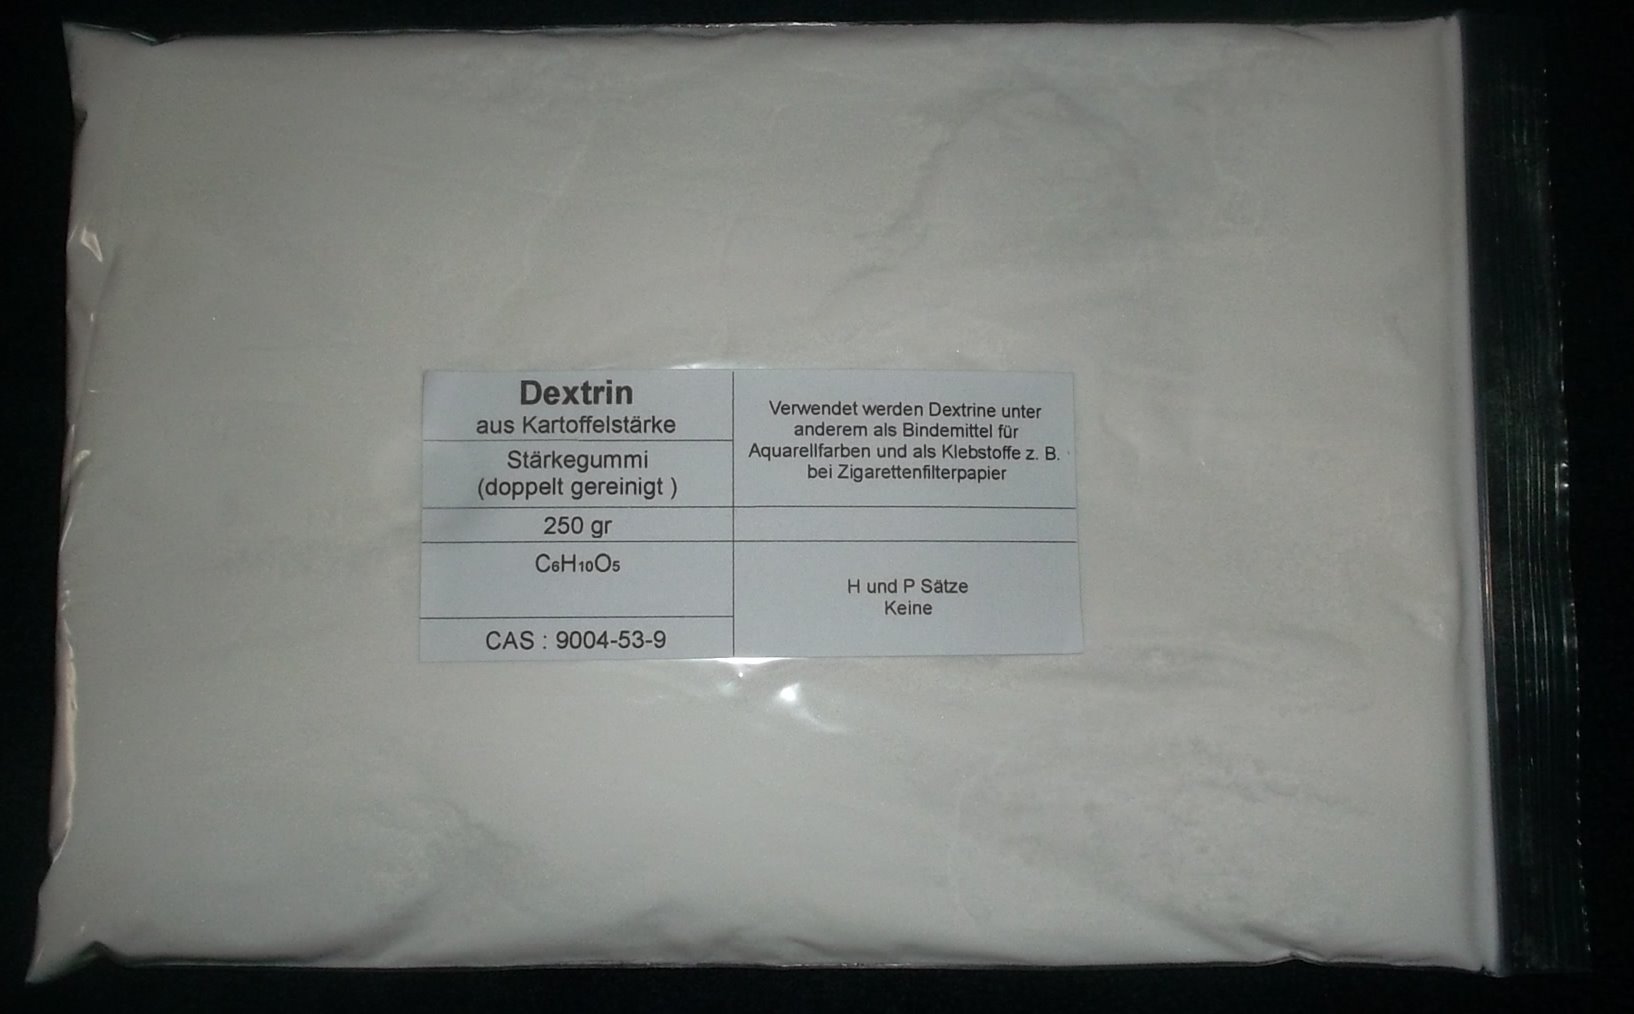 Dextrin
aus Kartoffelstärke
Stärkegummi
(doppelt gereinigt )
250 gr
C₆H₁₀O₅
CAS : 9004-53-9
Verwendet werden Dextrine unter
anderem als Bindemittel für
Aquarellfarben und als Klebstoffe z. B.
bei Zigarettenfilterpapier
H und P Sätze
Keine